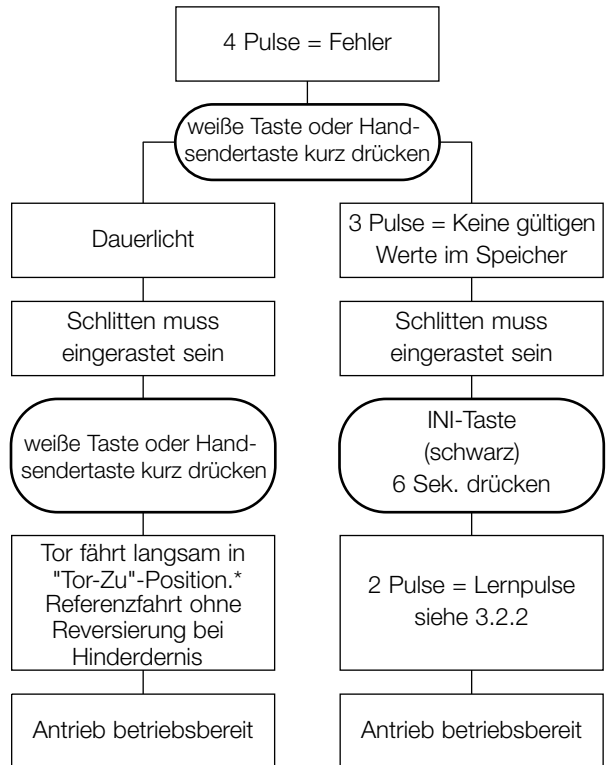 4 Pulse = Fehler
weiße Taste oder Hand-
sendertaste kurz drücken
Dauerlicht
Schlitten muss
eingerastet sein
weiße Taste oder Hand-
sendertaste kurz drücken
Tor fährt langsam in
"Tor-Zu"-Position.*
Referenzfahrt ohne
Reversierung bei
Hinderdernis
Antrieb betriebsbereit
3 Pulse = Keine gültigen
Werte im Speicher
Schlitten muss
eingerastet sein
INI-Taste
(schwarz)
6 Sek. drücken
2 Pulse = Lernpulse
siehe 3.2.2
Antrieb betriebsbereit